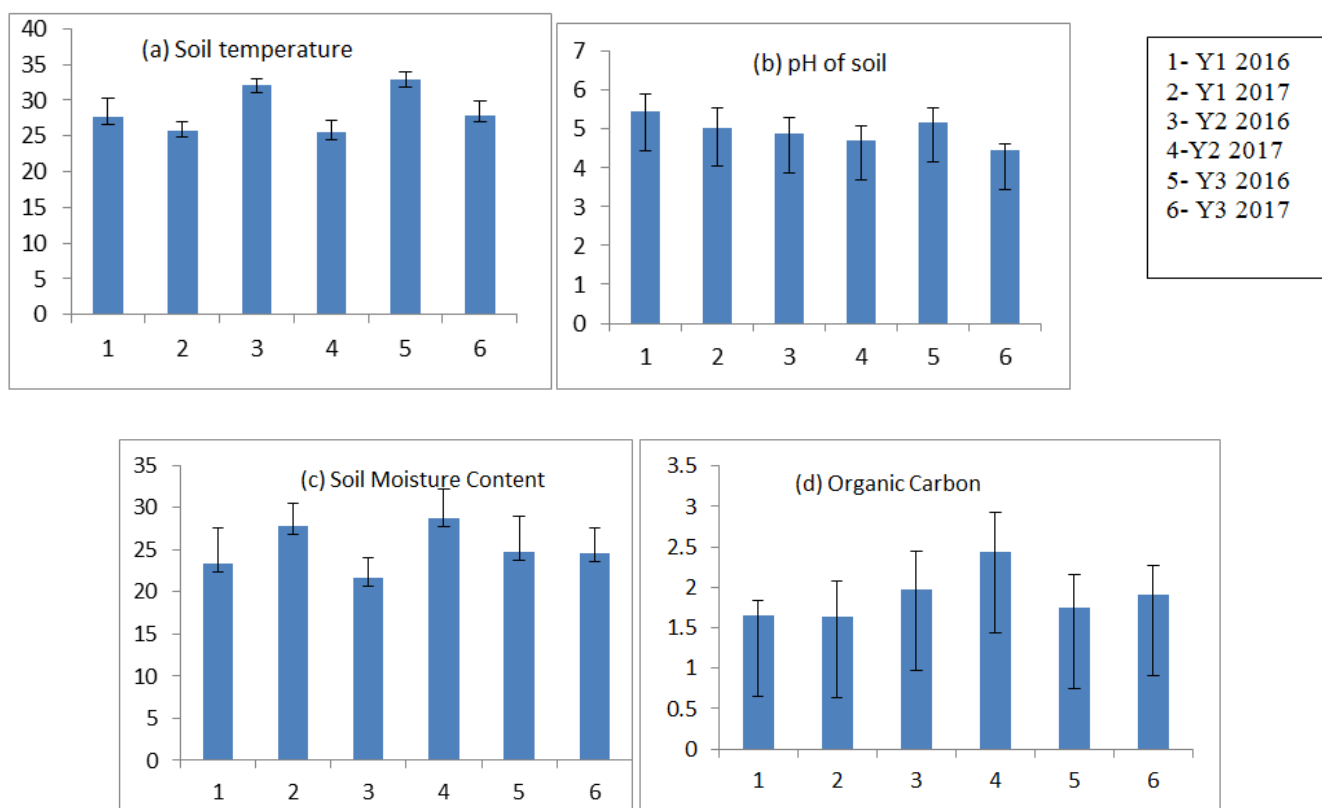 (a) Soil temperature
40
35
30
25
20
15
10
5
0
1 2 3 4 5 6
(b) pH of soil
7
6
5
4
3
2
1
0
1 2 3 4 5 6
1- Y1 2016
2- Y1 2017
3- Y2 2016
4-Y2 2017
5- Y3 2016
6- Y3 2017
(c) Soil Moisture Content
35
30
25
20
15
10
5
0
1 2 3 4 5 6
(d) Organic Carbon
3.5
3
2.5
2
1.5
1
0.5
0
1 2 3 4 5 6